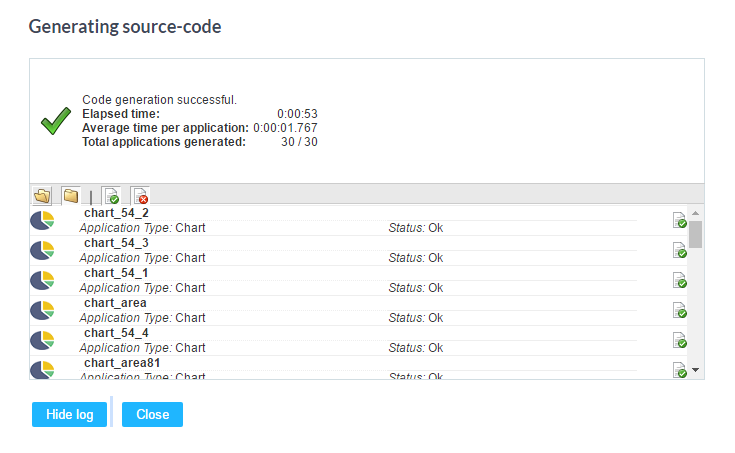 Generating source-code
Code generation successful.
Elapsed time: 0:00:53
Average time per application: 0:00:01.767
Total applications generated: 30 / 30
chart_54_2
Application Type: Chart Status: Ok
chart_54_3
Application Type: Chart Status: Ok
chart_54_1
Application Type: Chart Status: Ok
chart_area
Application Type: Chart Status: Ok
chart_54_4
Application Type: Chart Status: Ok
chart_area81
Application Type: Chart Status: Ok
Hide log Close